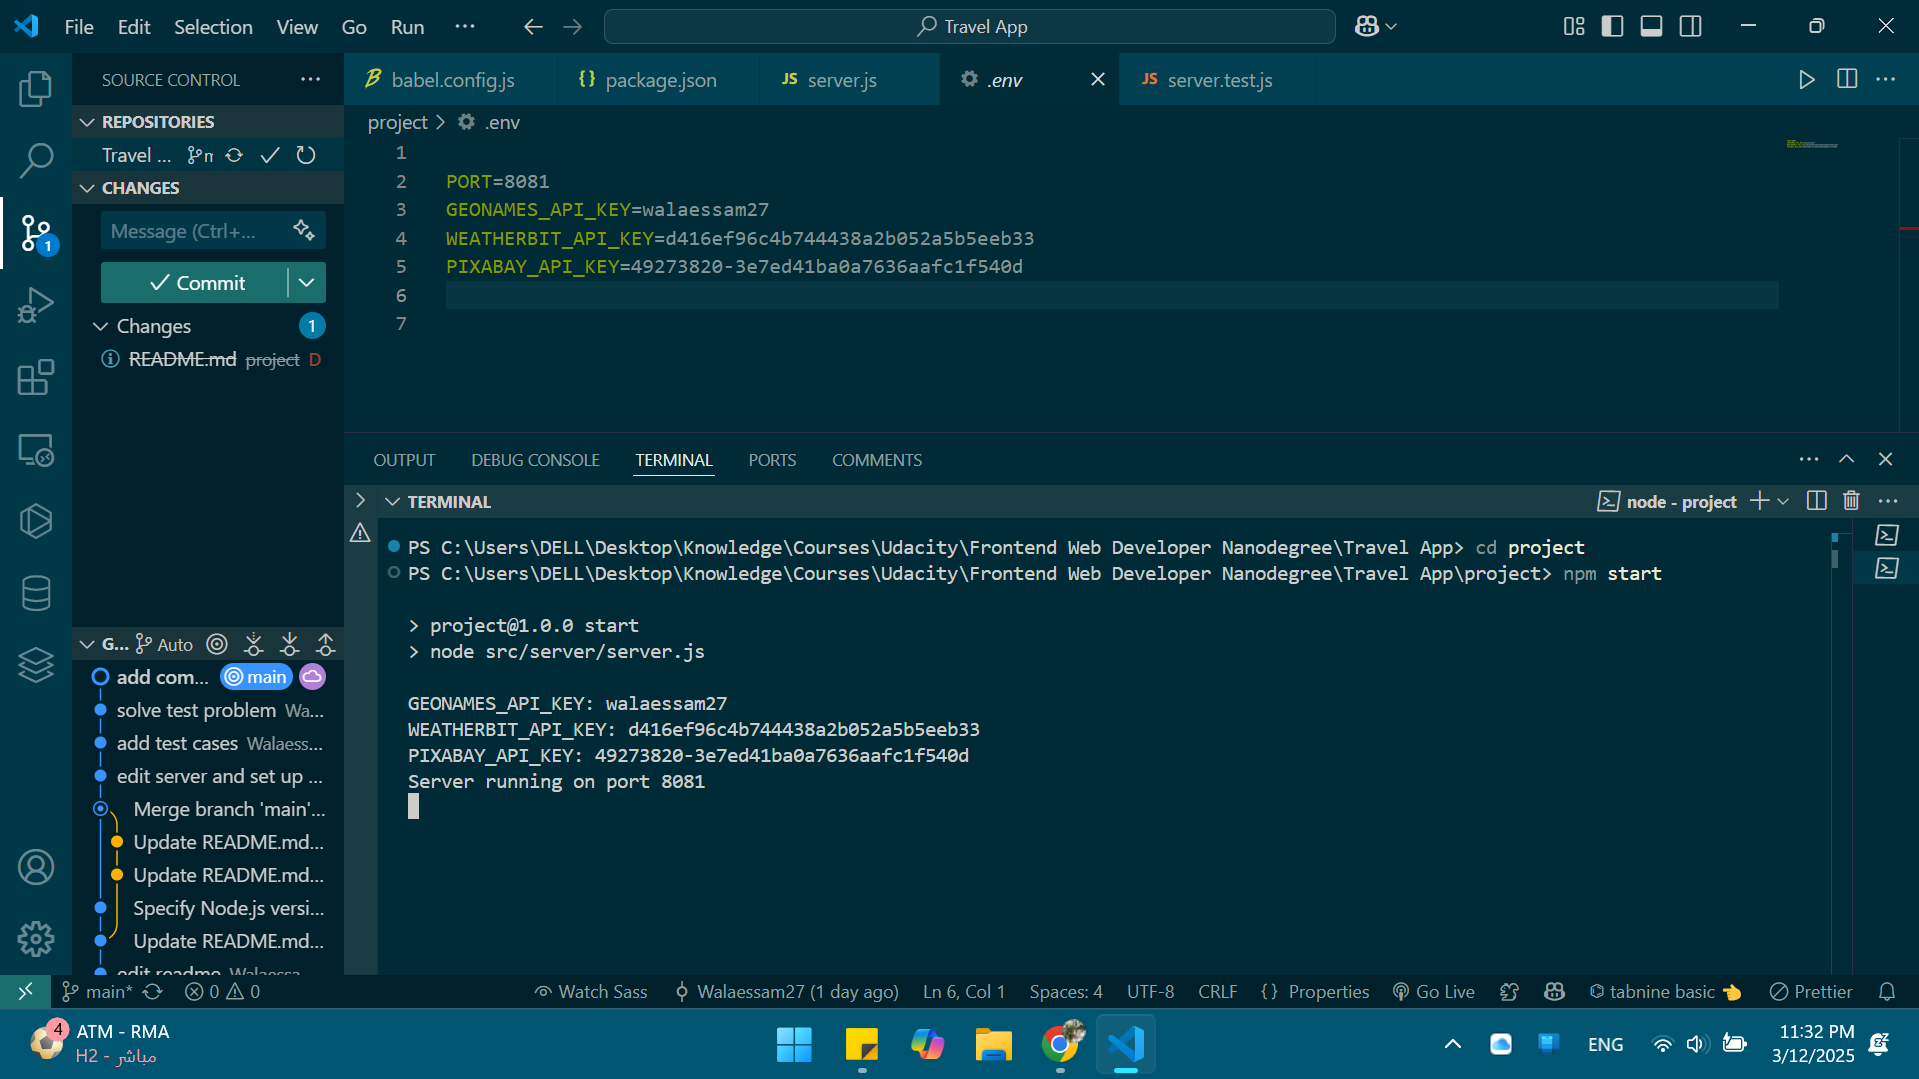 File Edit Selection View Go Run ··· Travel App
SOURCE CONTROL ···
babel.config.js
{} package.json
JS server.js
.env
JS server.test.js
REPOSITORIES
Travel ...
CHANGES
Message (Ctrl+...
Commit
Changes 1
README.md project D
project > .env
1
2 PORT=8081
3 GEONAMES_API_KEY=walaessam27
4 WEATHERBIT_API_KEY=d416ef96c4b744438a2b052a5b5eeb33
5 PIXABAY_API_KEY=49273820-3e7ed41ba0a7636aafc1f540d
6
7
1
OUTPUT DEBUG CONSOLE TERMINAL PORTS COMMENTS
TERMINAL
node - project
PS C:\Users\DELL\Desktop\Knowledge\Courses\Udacity\Frontend Web Developer Nanodegree\Travel App> cd project
PS C:\Users\DELL\Desktop\Knowledge\Courses\Udacity\Frontend Web Developer Nanodegree\Travel App\project> npm start
> project@1.0.0 start
> node src/server/server.js
GEONAMES_API_KEY: walaessam27
WEATHERBIT_API_KEY: d416ef96c4b744438a2b052a5b5eeb33
PIXABAY_API_KEY: 49273820-3e7ed41ba0a7636aafc1f540d
Server running on port 8081
G... Auto
add com... main
solve test problem Wa...
add test cases Walaess...
edit server and set up ...
Merge branch 'main'...
Update README.md...
Update README.md...
Specify Node.js versi...
Update README.md...
edit readme Walaessa...
main* 0 0 Watch Sass Walaessam27 (1 day ago) Ln 6, Col 1 Spaces: 4 UTF-8 CRLF {} Properties Go Live tabnine basic Prettier
4
ATM - RMA
H2 - مباشر
ENG
11:32 PM
3/12/2025